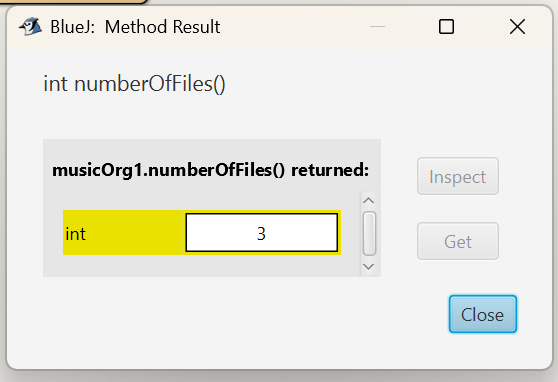 BlueJ: Method Result
int numberOfFiles()
musicOrg1.numberOfFiles() returned:
int 3
Inspect
Get
Close